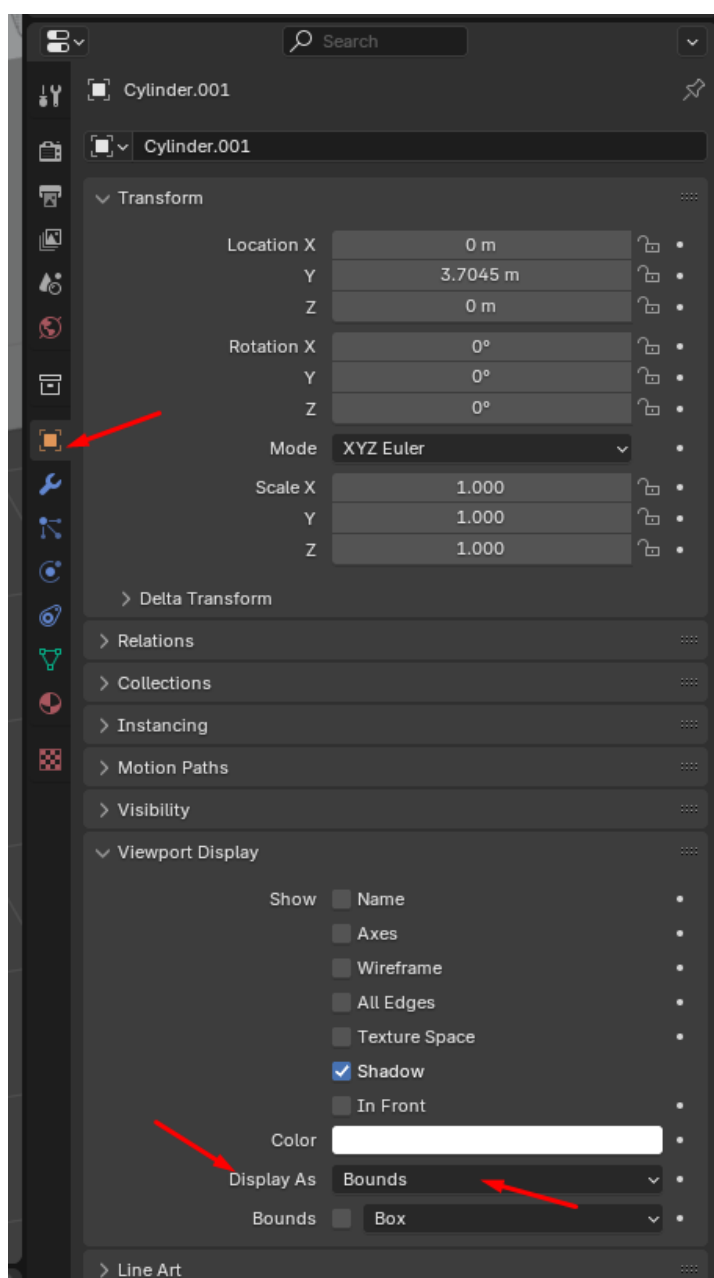 Search
Cylinder.001
Cylinder.001
Transform
Location X 0 m
Y 3.7045 m
Z 0 m
Rotation X 0°
Y 0°
Z 0°
Mode XYZ Euler
Scale X 1.000
Y 1.000
Z 1.000
Delta Transform
Relations
Collections
Instancing
Motion Paths
Visibility
Viewport Display
Show Name
Axes
Wireframe
All Edges
Texture Space
Shadow
In Front
Color
Display As Bounds
Bounds Box
Line Art